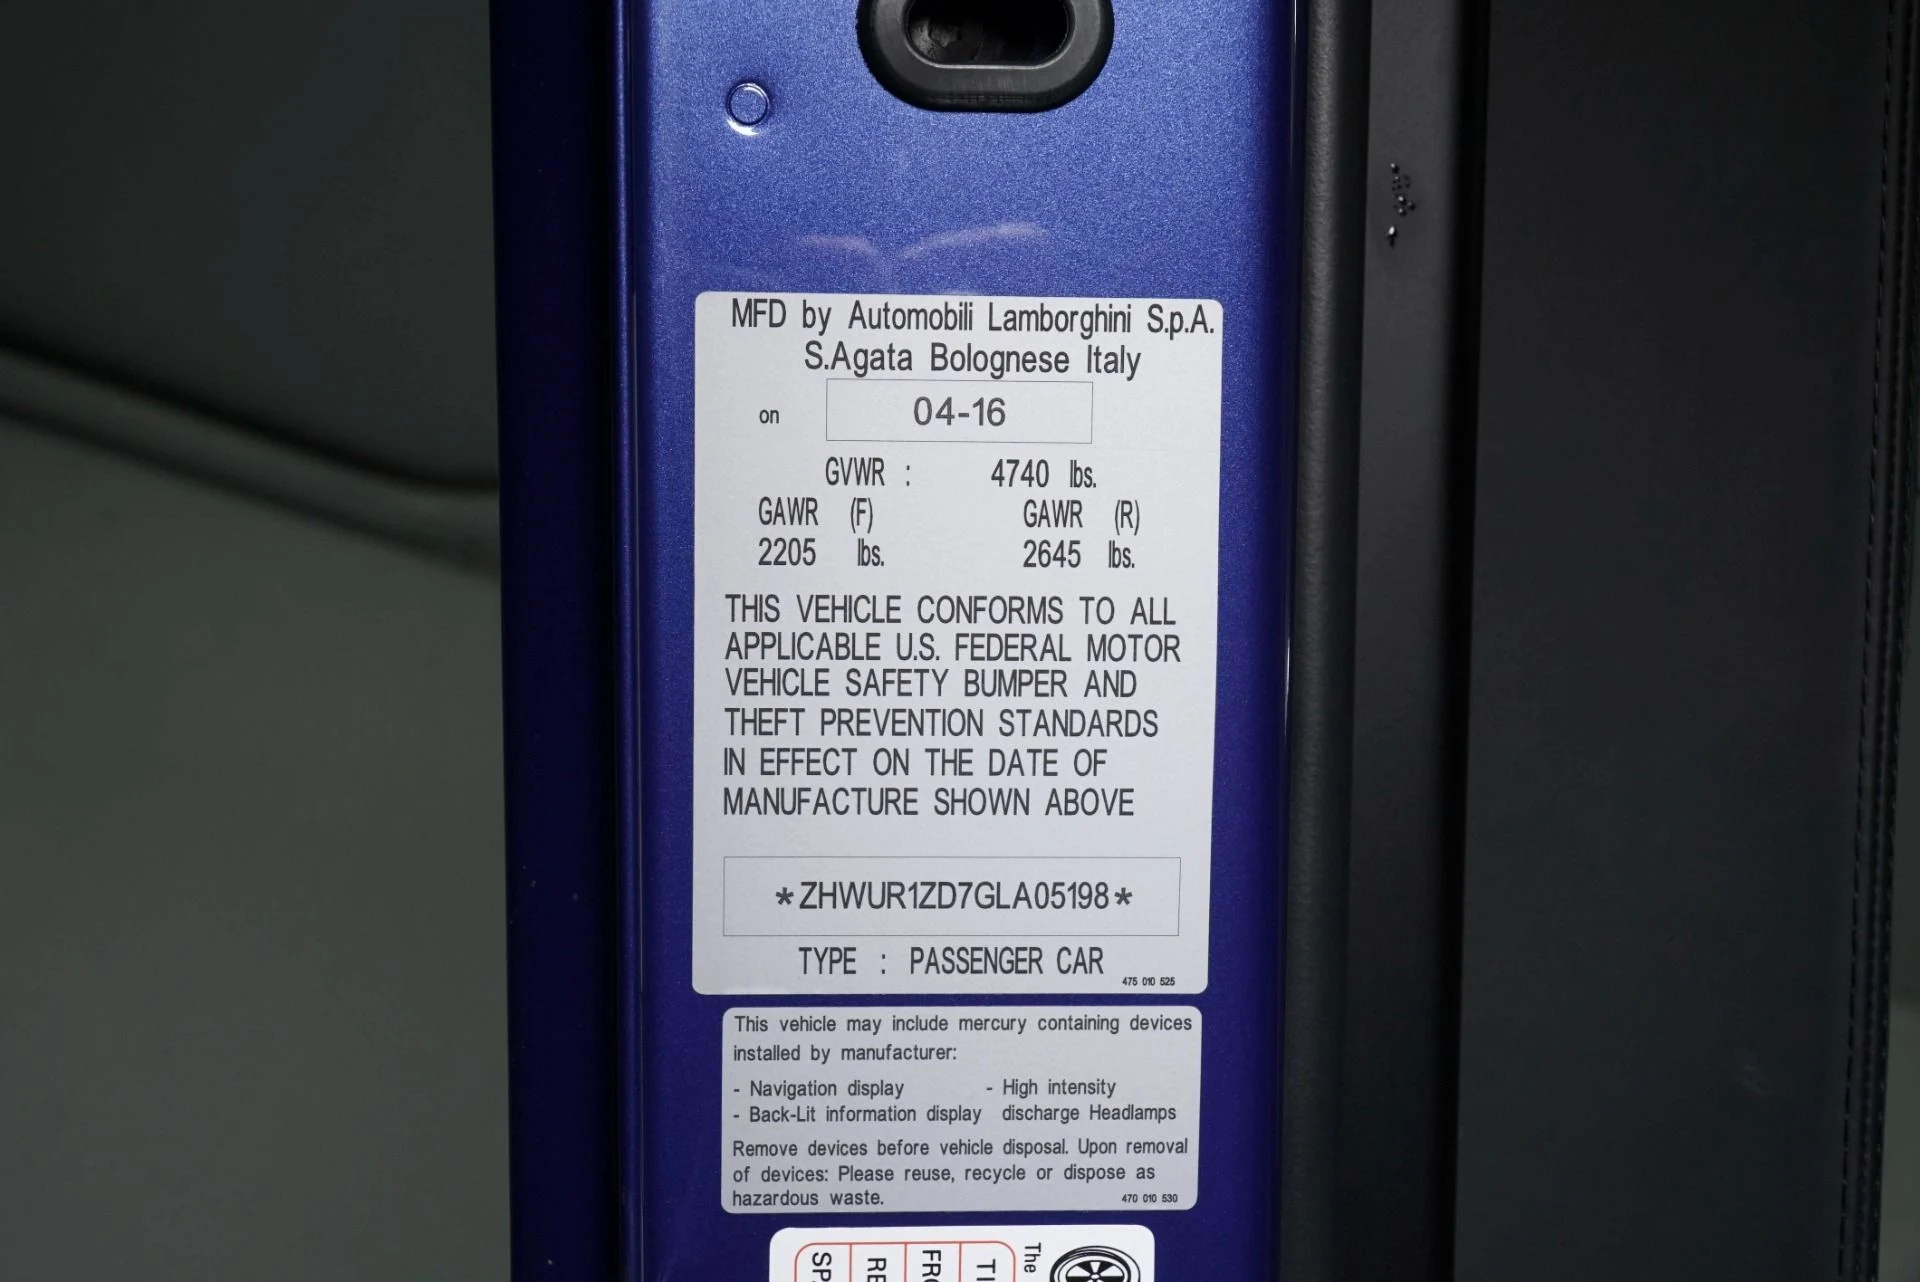 MFD by Automobili Lamborghini S.p.A.
S.Agata Bolognese Italy
on 04-16
GVWR : 4740 lbs.
GAWR (F) GAWR (R)
2205 lbs. 2645 lbs.
THIS VEHICLE CONFORMS TO ALL
APPLICABLE U.S. FEDERAL MOTOR
VEHICLE SAFETY BUMPER AND
THEFT PREVENTION STANDARDS
IN EFFECT ON THE DATE OF
MANUFACTURE SHOWN ABOVE
*ZHWUR1ZD7GLA05198*
TYPE : PASSENGER CAR
475 010 525
This vehicle may include mercury containing devices
installed by manufacturer:
- Navigation display - High intensity
- Back-Lit information display discharge Headlamps
Remove devices before vehicle disposal. Upon removal
of devices: Please reuse, recycle or dispose as
hazardous waste.
470 010 530
The